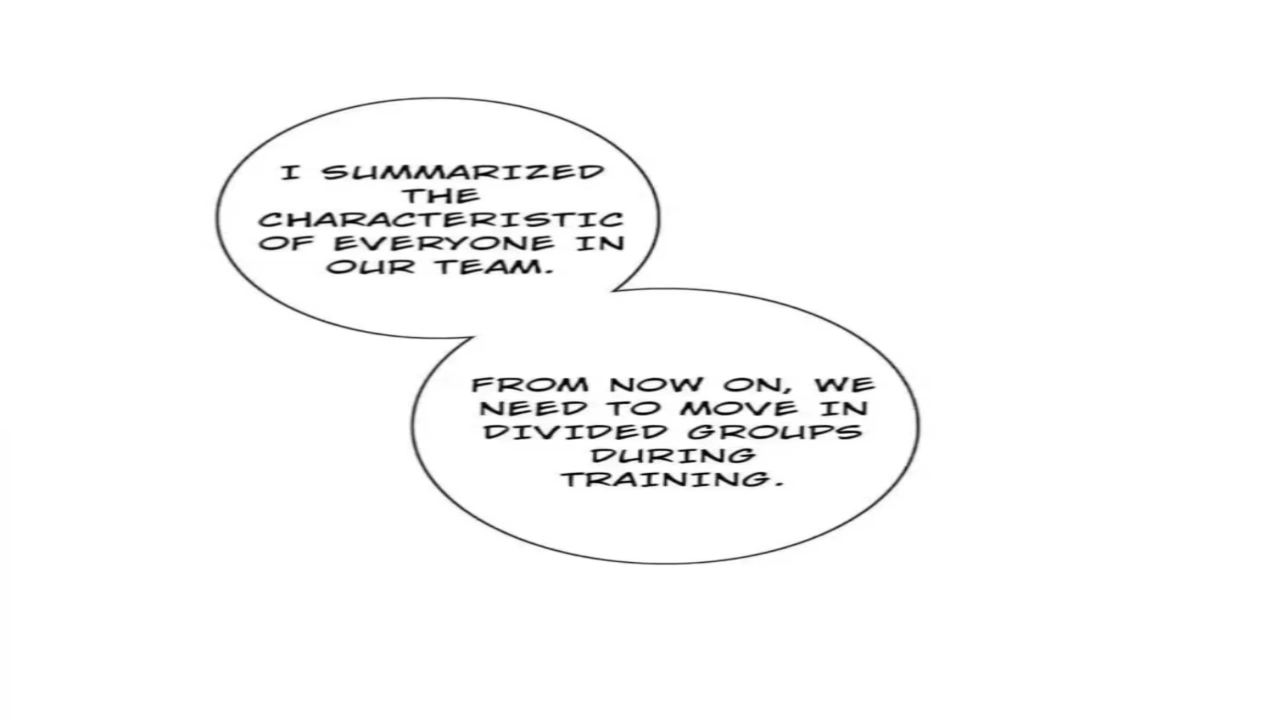 I SUMMARIZED
THE
CHARACTERISTIC
OF EVERYONE IN
OUR TEAM.
FROM NOW ON, WE
NEED TO MOVE IN
DIVIDED GROUPS
DURING
TRAINING.